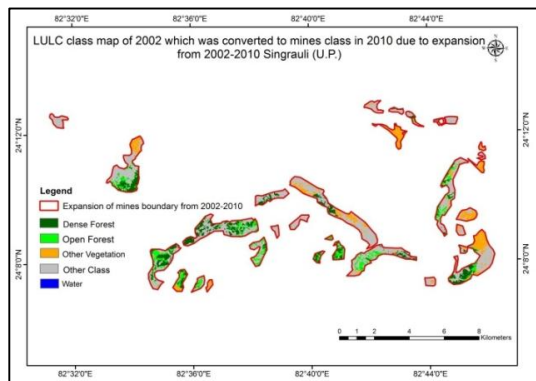 82°32'0"E 82°36'0"E 82°40'0"E 82°44'0"E
LULC class map of 2002 which was converted to mines class in 2010 due to expansion
from 2002-2010 Singrauli (U.P.)
N
24°12'0"N 24°12'0"N
Legend
Expansion of mines boundary from 2002-2010
Dense Forest
Open Forest
Other Vegetation
Other Class
Water
24°8'0"N 24°8'0"N
0 1 2 4 6 8
Kilometers
82°32'0"E 82°36'0"E 82°40'0"E 82°44'0"E